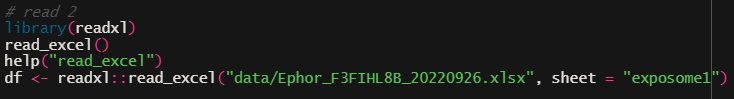 # read 2
library(readxl)
read_excel()
help("read_excel")
df <- readxl::read_excel("data/Ephor_F3FIHL8B_20220926.xlsx", sheet = "exposome1")